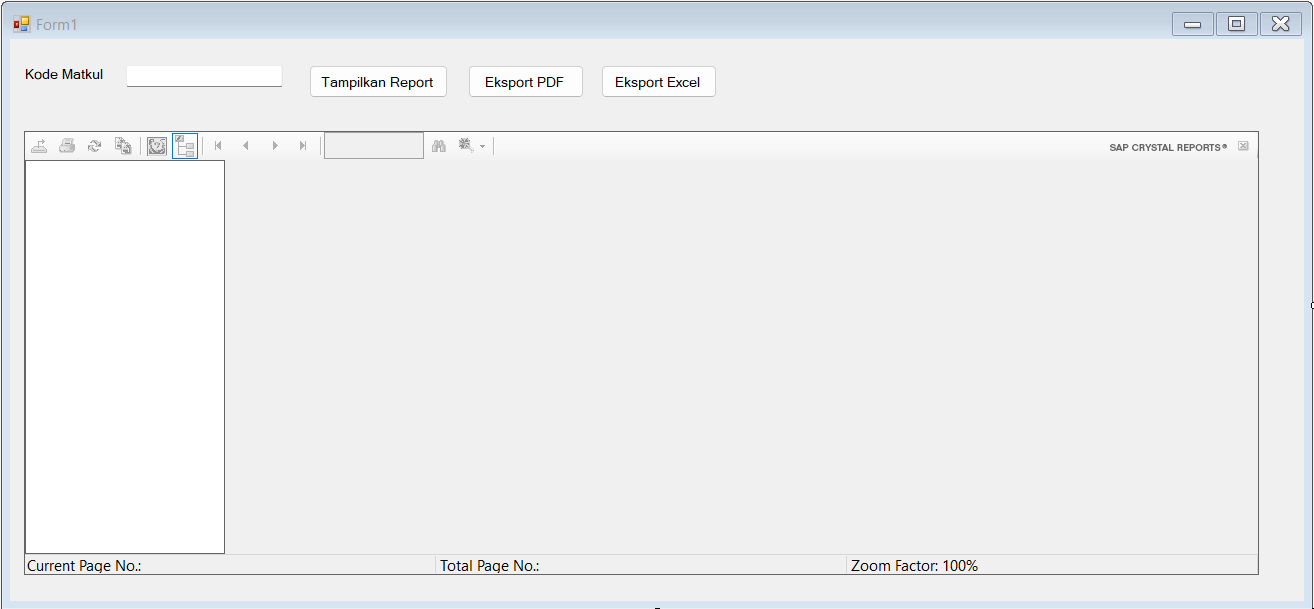 Form1
Kode Matkul
Tampilkan Report
Eksport PDF
Eksport Excel
SAP CRYSTAL REPORTS®
Current Page No.:
Total Page No.:
Zoom Factor: 100%